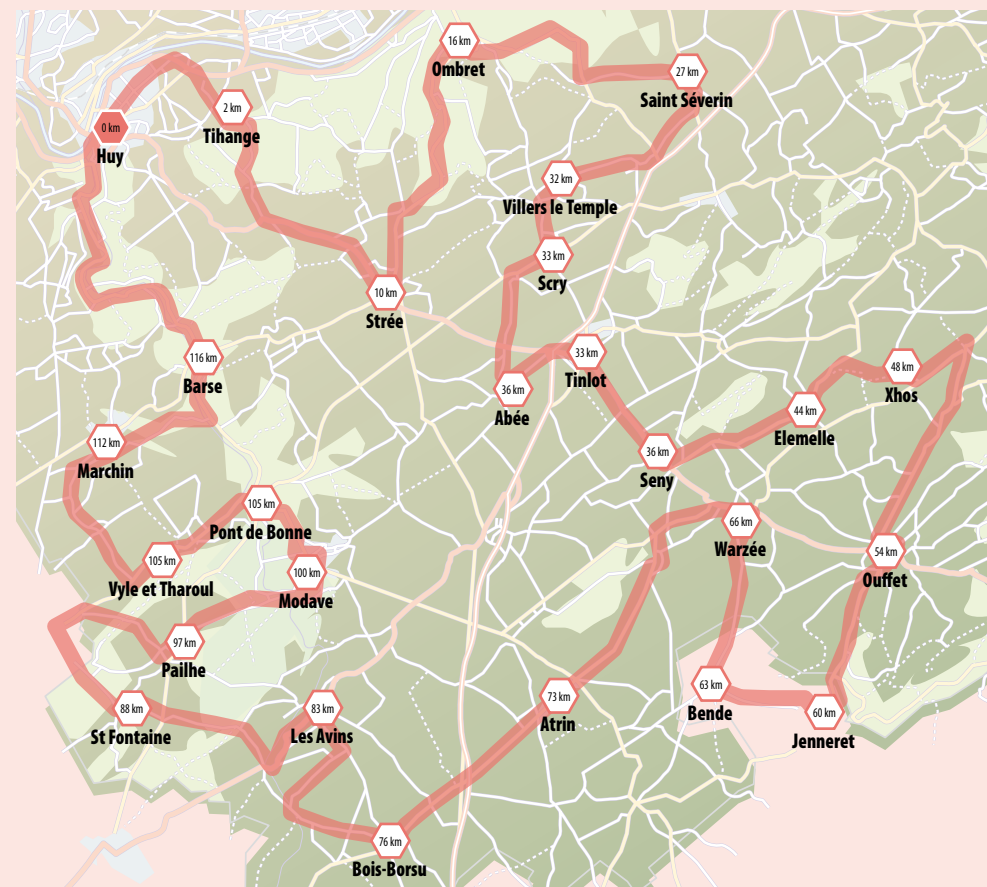 0 km
Huy
2 km
Tihange
10 km
Strée
16 km
Ombret
27 km
Saint Séverin
32 km
Villers le Temple
33 km
Scry
36 km
Abée
33 km
Tinlot
36 km
Seny
44 km
Elemelle
48 km
Xhos
54 km
Ouffet
60 km
Jenneret
63 km
Bende
66 km
Warzée
73 km
Atrin
76 km
Bois-Borsu
83 km
Les Avins
88 km
St Fontaine
97 km
Pailhe
100 km
Modave
105 km
Pont de Bonne
105 km
Vyle et Tharoul
112 km
Marchin
116 km
Barse